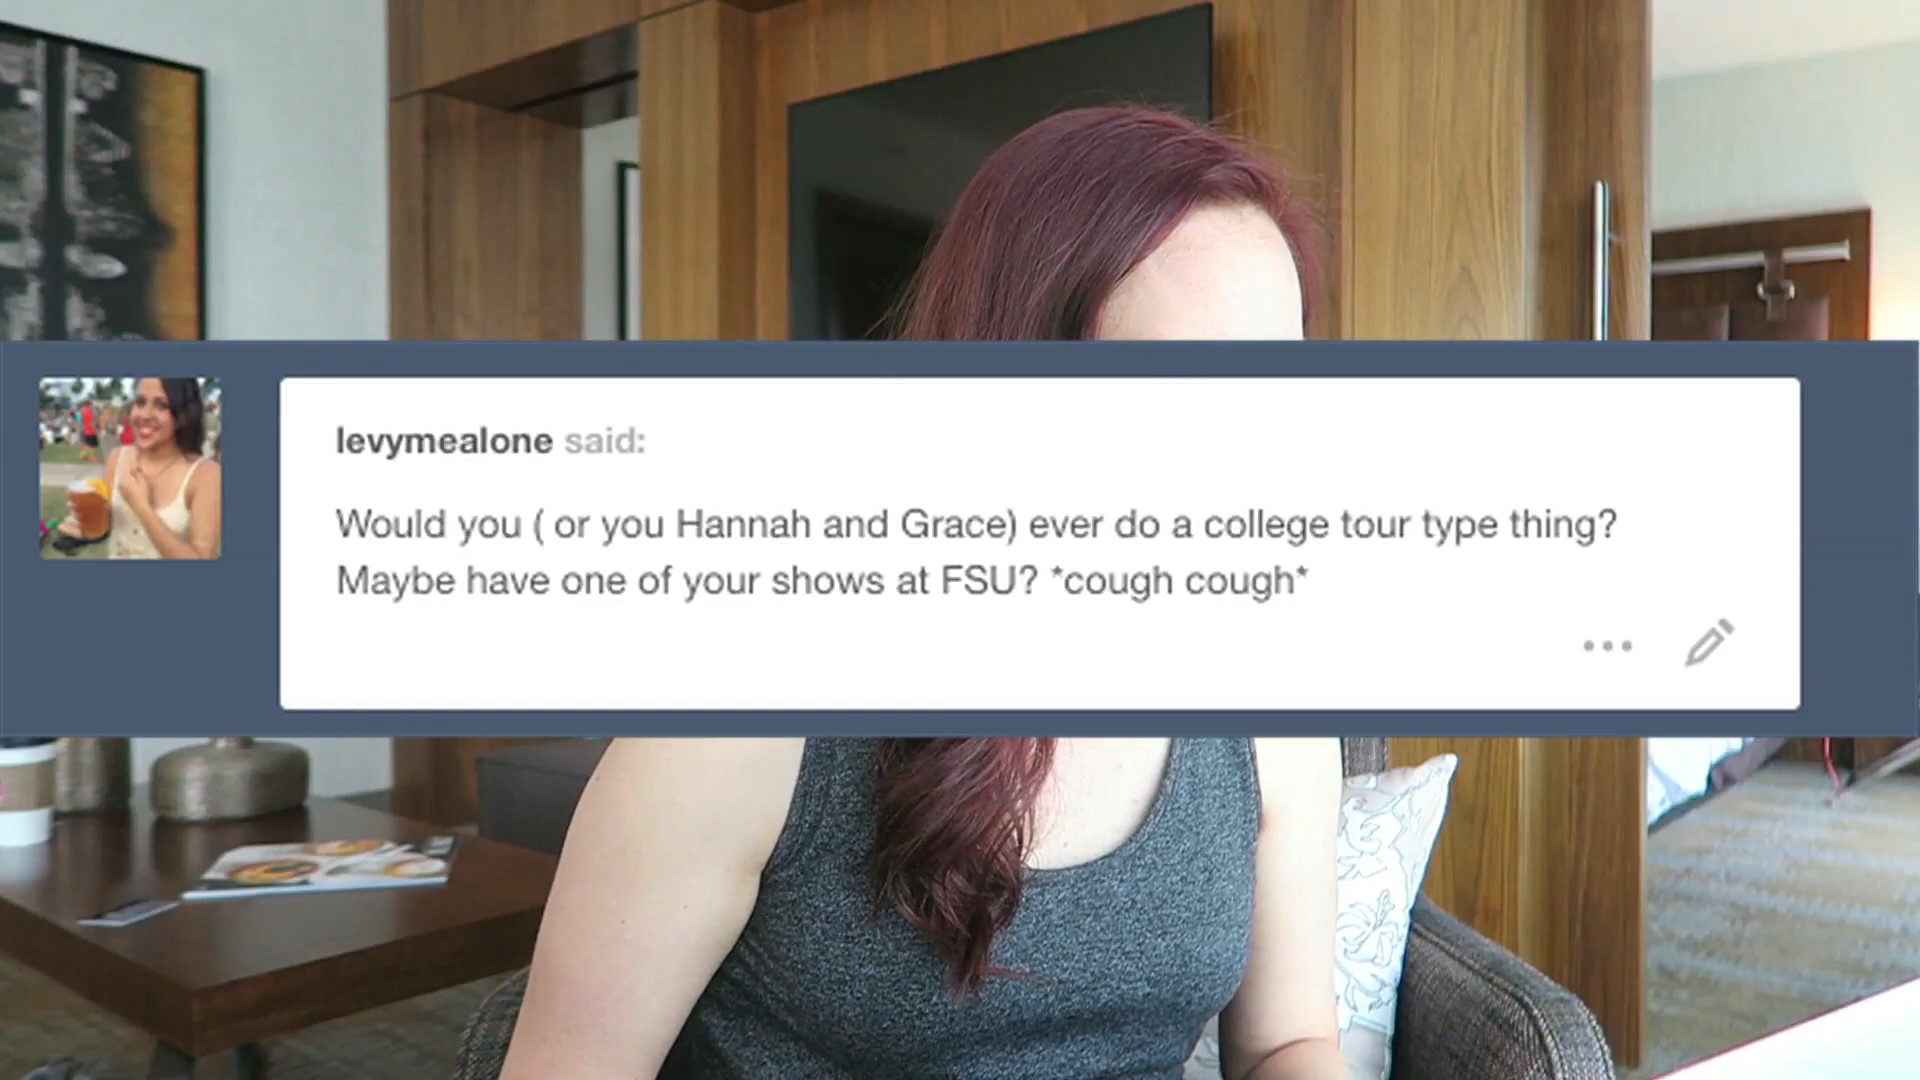 levymealone said:
Would you ( or you Hannah and Grace) ever do a college tour type thing?
Maybe have one of your shows at FSU? *cough cough*